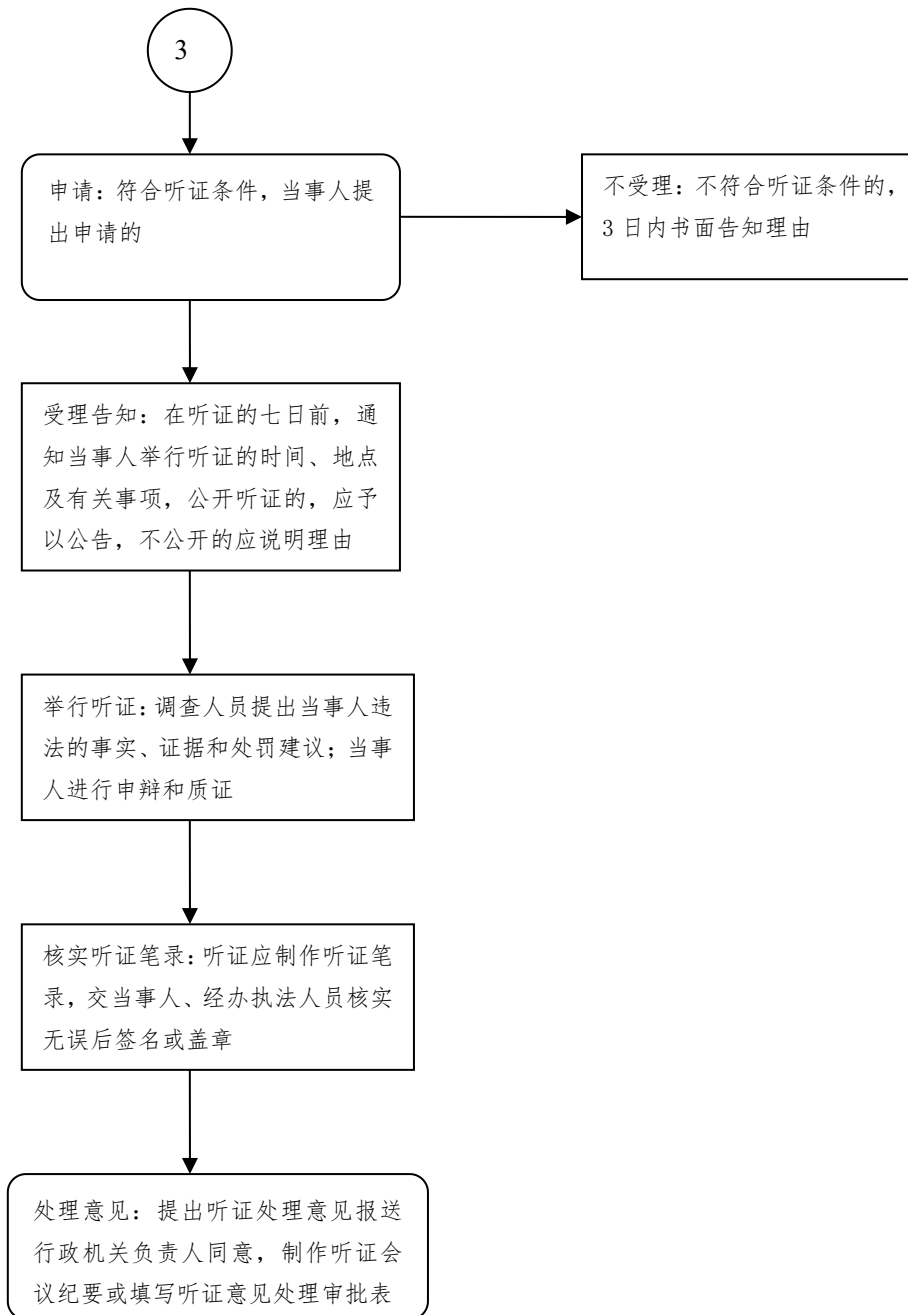 3
申请：符合听证条件，当事人提
出申请的
不受理：不符合听证条件的，
3 日内书面告知理由
受理告知：在听证的七日前，通
知当事人举行听证的时间、地点
及有关事项，公开听证的，应予
以公告，不公开的应说明理由
举行听证：调查人员提出当事人违
法的事实、证据和处罚建议；当事
人进行申辩和质证
核实听证笔录：听证应制作听证笔
录，交当事人、经办执法人员核实
无误后签名或盖章
处理意见：提出听证处理意见报送
行政机关负责人同意，制作听证会
议纪要或填写听证意见处理审批表